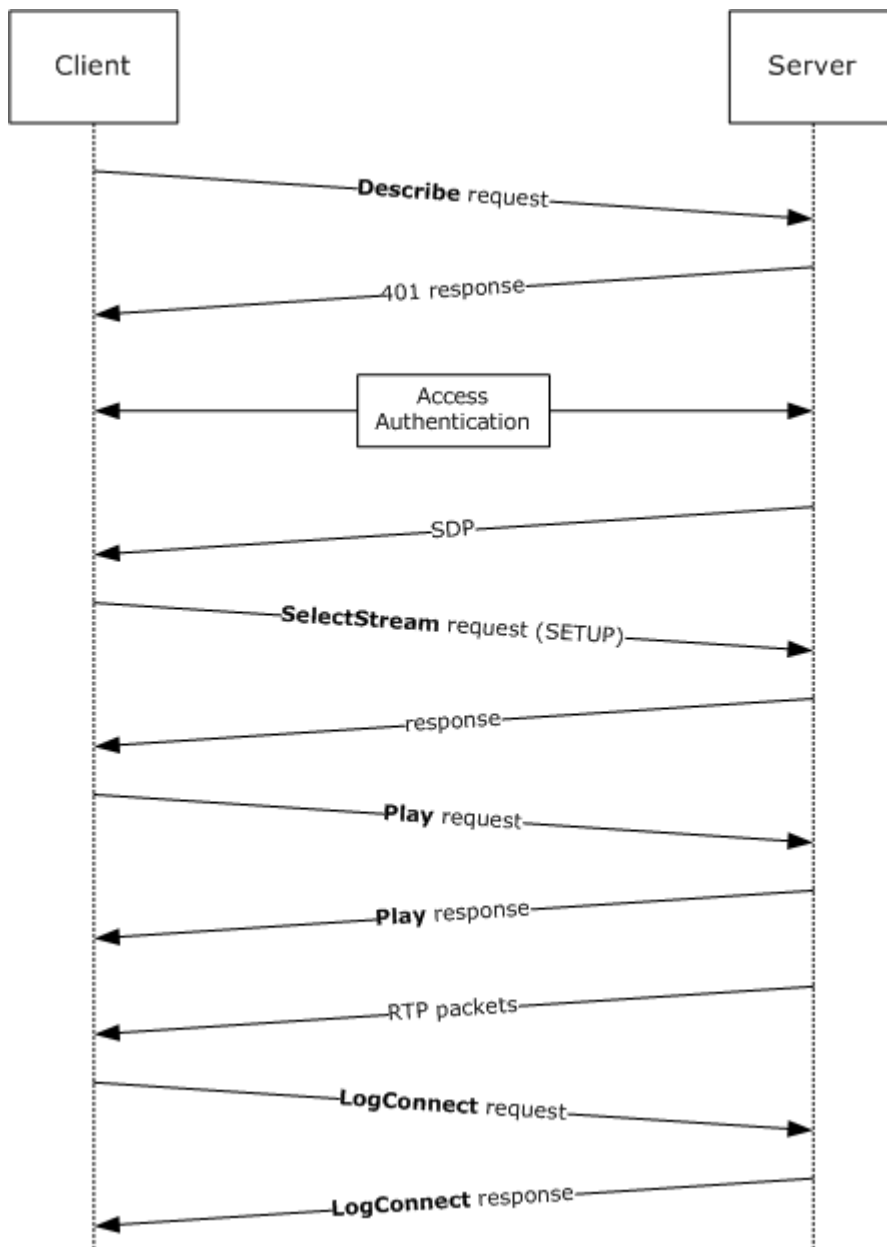 Client
Server
Describe request
401 response
Access
Authentication
SDP
SelectStream request (SETUP)
response
Play request
Play response
RTP packets
LogConnect request
LogConnect response